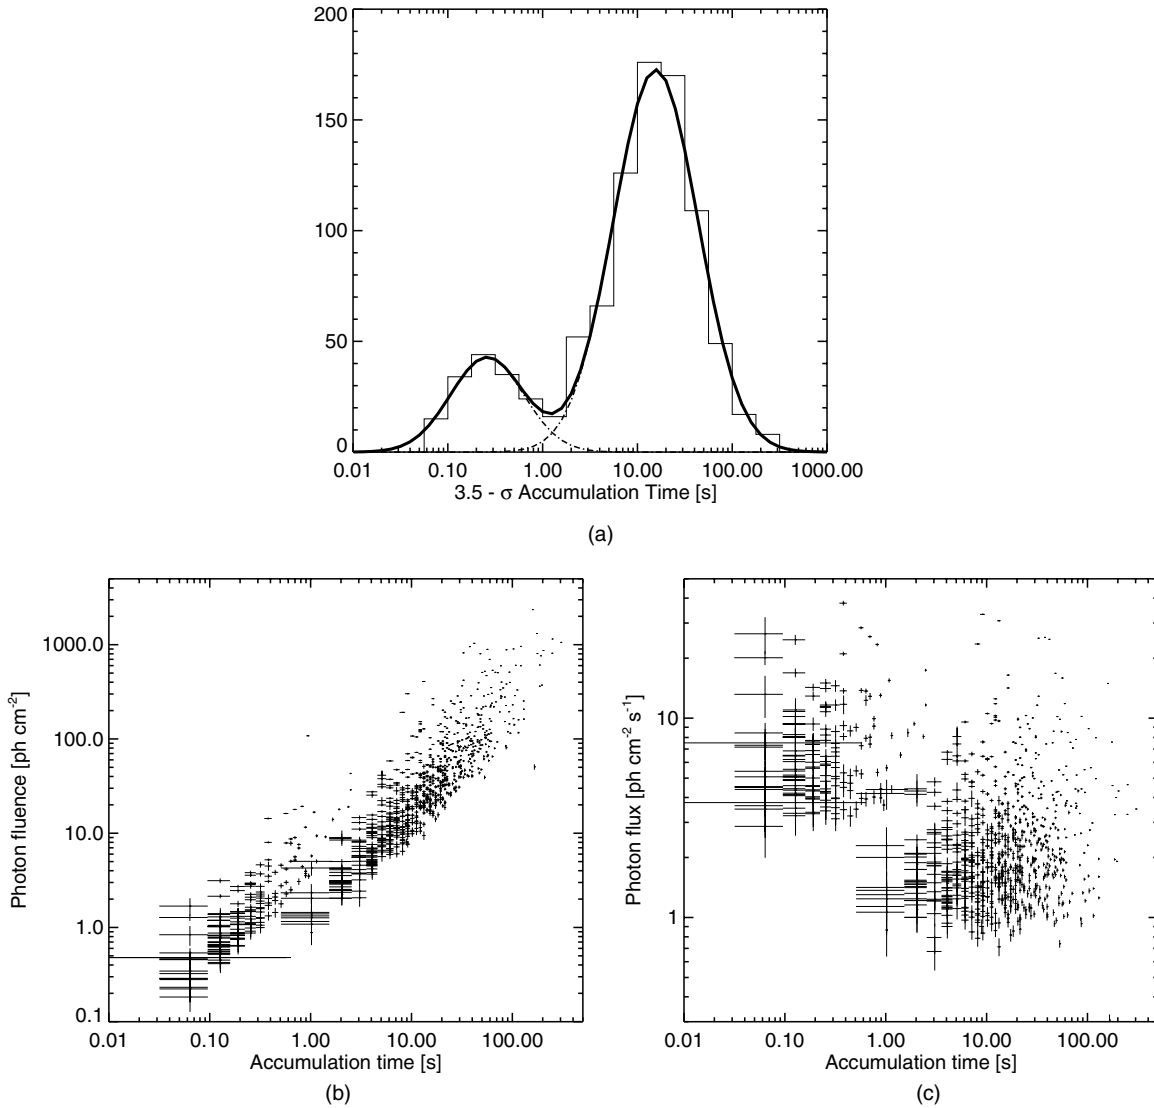 200
150
100
50
0
0.01 0.10 1.00 10.00 100.00 1000.00
3.5 - σ Accumulation Time [s]
(a)
Photon fluence [ph cm-2]
1000.0
100.0
10.0
1.0
0.1
0.01 0.10 1.00 10.00 100.00
Accumulation time [s]
(b)
Photon flux [ph cm-2 s-1]
10
1
0.01 0.10 1.00 10.00 100.00
Accumulation time [s]
(c)